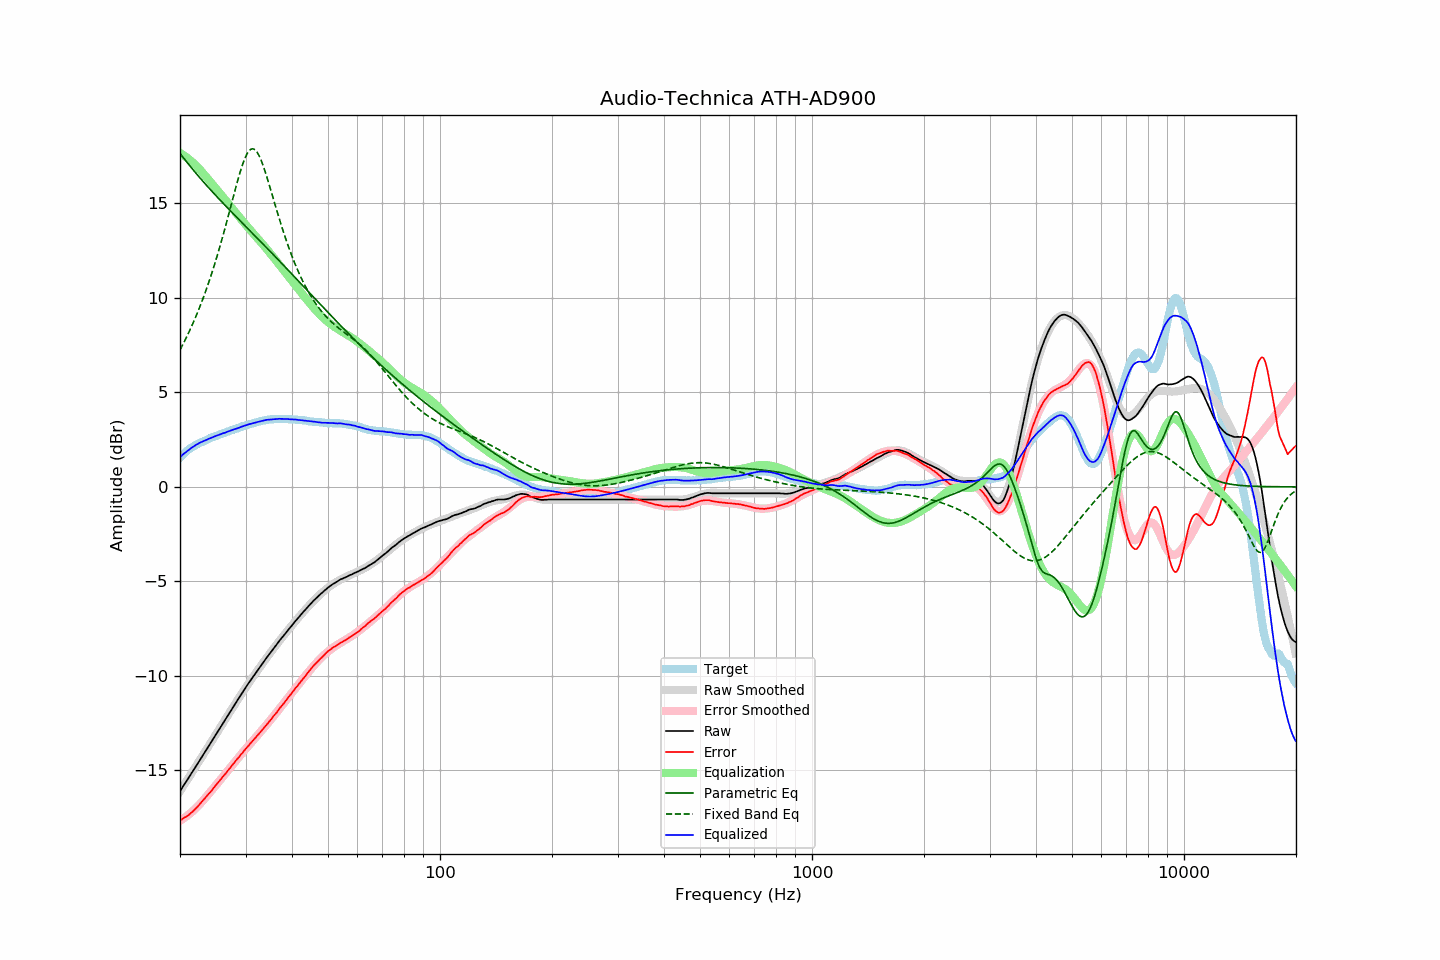 Audio-Technica ATH-AD900
Amplitude (dBr)
15
10
5
0
−5
−10
−15
Target
Raw Smoothed
Error Smoothed
Raw
Error
Equalization
Parametric Eq
Fixed Band Eq
Equalized
100
1000
10000
Frequency (Hz)